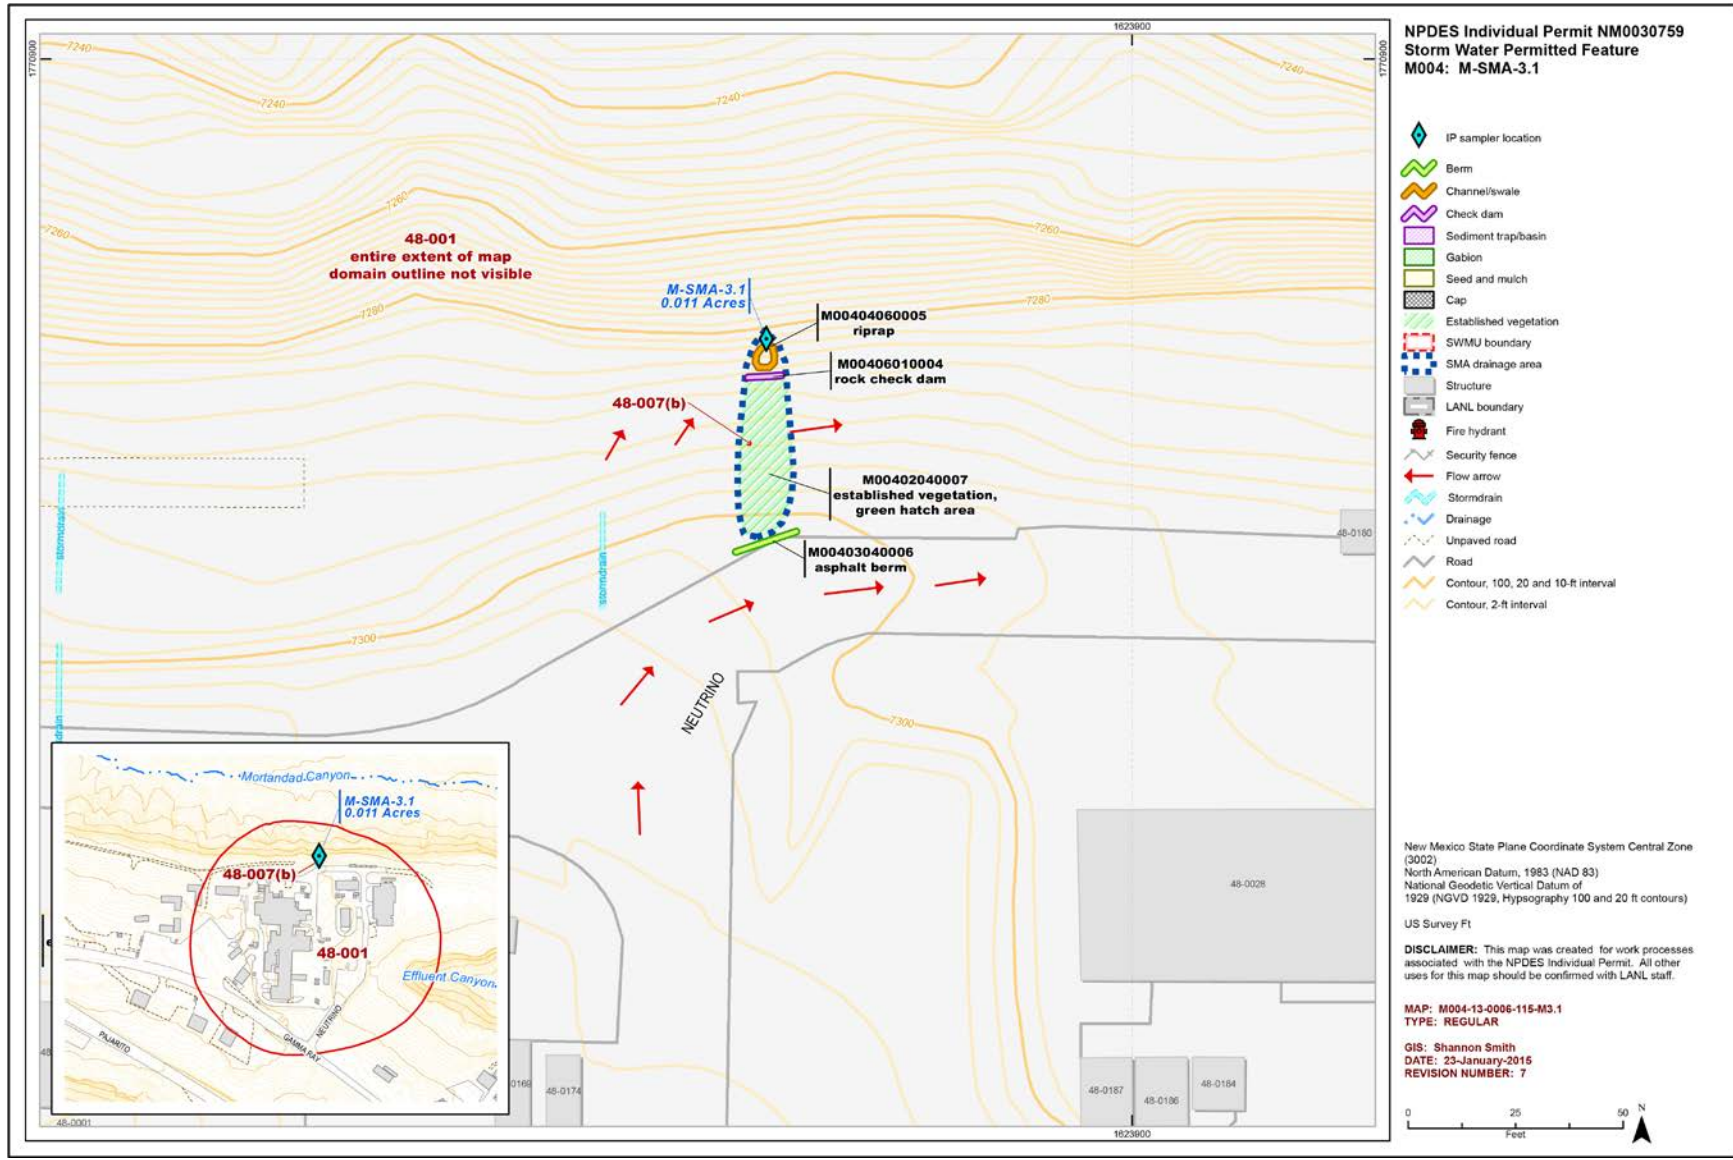 1623900
1770900
1770900
7240
7240
7240
7240
7260
7260
7260
48-001
entire extent of map
domain outline not visible
7280
7280
M-SMA-3.1
0.011 Acres
M00404060005
riprap
M00406010004
rock check dam
48-007(b)
M00402040007
established vegetation,
green hatch area
M00403040006
asphalt berm
stormdrain
stormdrain
48-0180
7300
NEUTRINO
7300
48-0028
48-0174
48-0187
48-0186
48-0184
48-0001
1623900
Mortandad Canyon
M-SMA-3.1
0.011 Acres
48-007(b)
48-001
Effluent Canyon
NEUTRINO
GAMMA RAY
PAJARITO
NPDES Individual Permit NM0030759
Storm Water Permitted Feature
M004: M-SMA-3.1
IP sampler location
Berm
Channel/swale
Check dam
Sediment trap/basin
Gabion
Seed and mulch
Cap
Established vegetation
SWMU boundary
SMA drainage area
Structure
LANL boundary
Fire hydrant
Security fence
Flow arrow
Stormdrain
Drainage
Unpaved road
Road
Contour, 100, 20 and 10-ft interval
Contour, 2-ft interval
New Mexico State Plane Coordinate System Central Zone
(3002)
North American Datum, 1983 (NAD 83)
National Geodetic Vertical Datum of
1929 (NGVD 1929, Hypsography 100 and 20 ft contours)
US Survey Ft
DISCLAIMER: This map was created for work processes
associated with the NPDES Individual Permit. All other
uses for this map should be confirmed with LANL staff.
MAP: M004-13-0006-115-M3.1
TYPE: REGULAR
GIS: Shannon Smith
DATE: 23-January-2015
REVISION NUMBER: 7
0 25 50
Feet
N